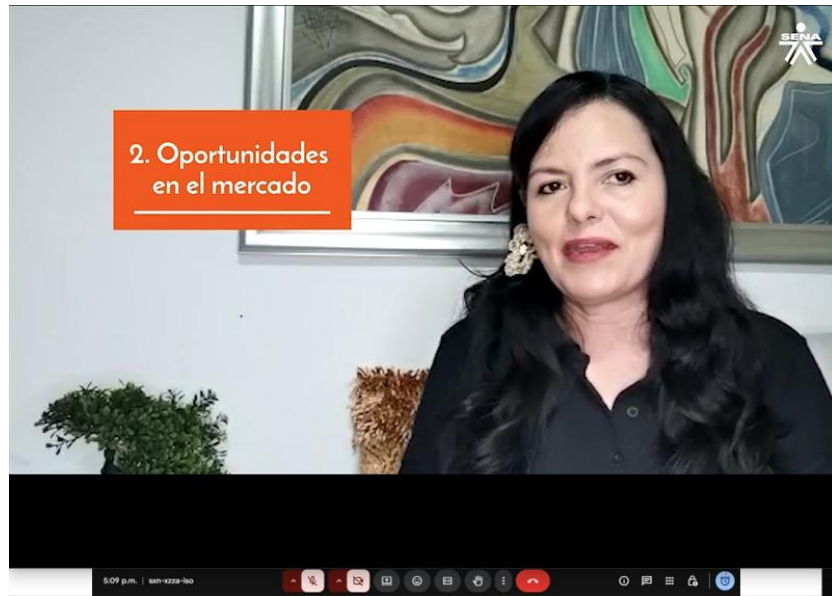 SENA
2. Oportunidades
en el mercado
5:09 p.m. | sxn-xzza-iso